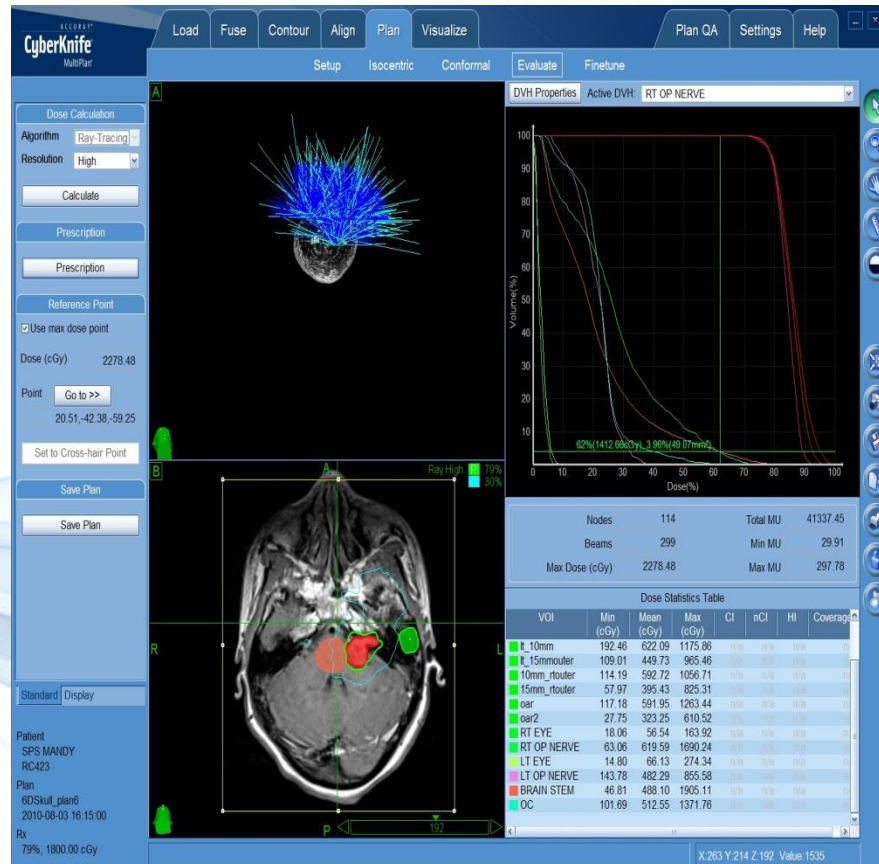 ACCURAY
CyberKnife
MultiPlan
Load Fuse Contour Align Plan Visualize Plan QA Settings Help
Setup Isocentric Conformal Evaluate Finetune
Dose Calculation
Algorithm Ray-Tracing
Resolution High
Calculate
Prescription
Prescription
Reference Point
Use max dose point
Dose (cGy) 2278.48
Point Go to >>
20.51,-42.38,-59.25
Set to Cross-hair Point
Save Plan
Save Plan
Standard Display
Patient
SPS MANDY
RC423
Plan
6DSkull_plan6
2010-08-03 16:15:00
Rx
79%, 1800.00 cGy
A
B
A
Ray High P 79%
30%
R
L
P
192
DVH Properties Active DVH: RT OP NERVE
100
90
80
70
60
50
40
30
20
10
Volume(%)
62%(1412.66cGy), 3.96%(49.07mm³)
0 10 20 30 40 50 60 70 80 90 100
Dose(%)
Nodes 114 Total MU 41337.45
Beams 299 Min MU 29.91
Max Dose (cGy) 2278.48 Max MU 297.78
Dose Statistics Table
VOI Min (cGy) Mean (cGy) Max (cGy) CI nCI HI Coverage
lt_10mm 192.46 622.09 1175.86 n/a n/a n/a n/
lt_15mmouter 109.01 449.73 965.46 n/a n/a n/a n/
10mm_rtouter 114.19 592.72 1056.71 n/a n/a n/a n/
15mm_rtouter 57.97 395.43 825.31 n/a n/a n/a n/
oar 117.18 591.95 1263.44 n/a n/a n/a n/
oar2 27.75 323.25 610.52 n/a n/a n/a n/
RT EYE 18.06 56.54 163.92 n/a n/a n/a n/
RT OP NERVE 63.06 619.59 1690.24 n/a n/a n/a n/
LT EYE 14.80 66.13 274.34 n/a n/a n/a n/
LT OP NERVE 143.78 482.29 855.58 n/a n/a n/a n/
BRAIN STEM 46.81 488.10 1905.11 n/a n/a n/a n/
OC 101.69 512.55 1371.76 n/a n/a n/a n/
X:263 Y:214 Z:192 Value:1535